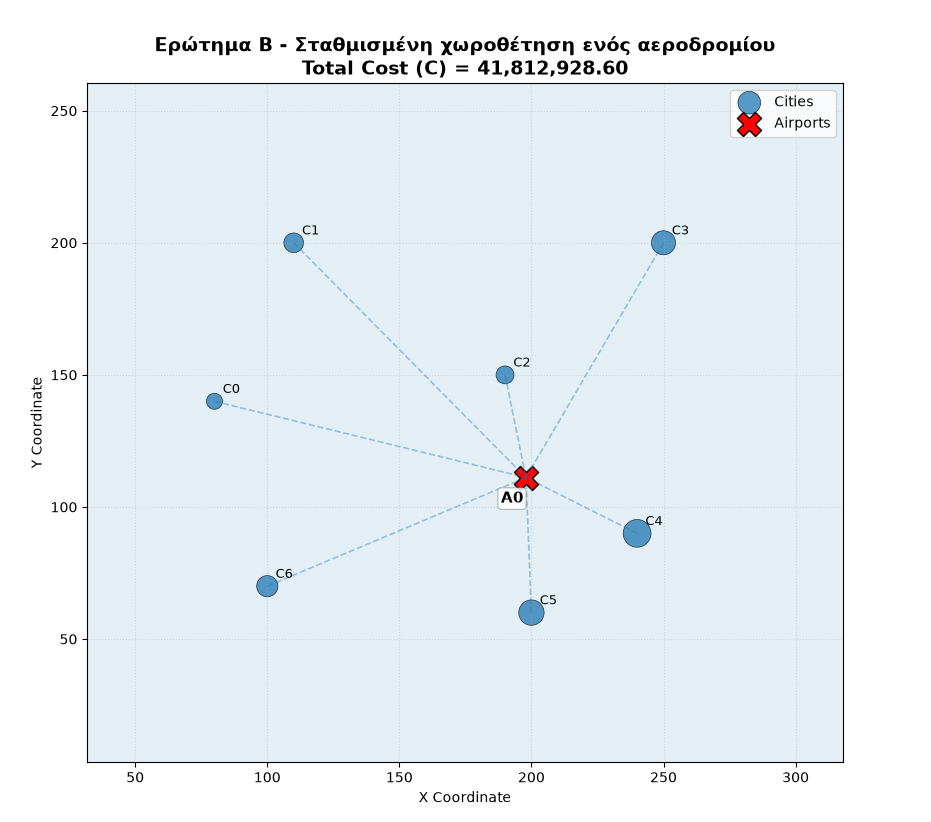 Ερώτημα Β - Σταθμισμένη χωροθέτηση ενός αεροδρομίου
Total Cost (C) = 41,812,928.60
Cities
Airports
250
200
150
100
50
Y Coordinate
C1
C3
C2
C0
A0
C4
C6
C5
50
100
150
200
250
300
X Coordinate